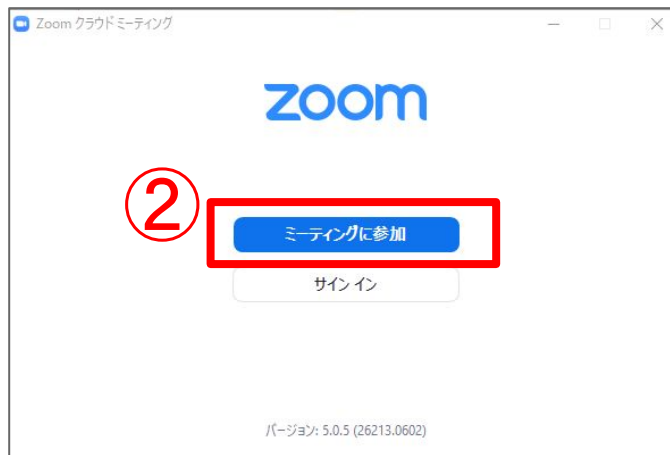 Zoom クラウド ミーティング
zoom
②
ミーティングに参加
サイン イン
バージョン: 5.0.5 (26213.0602)